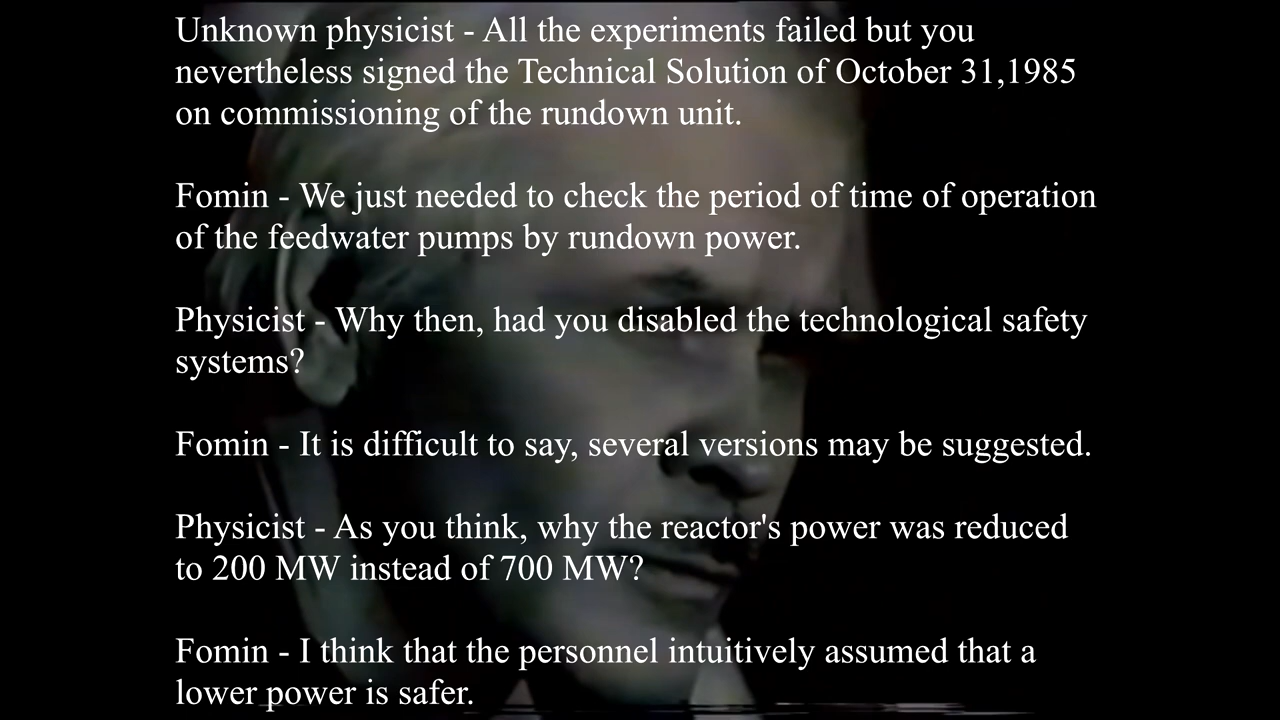 Unknown physicist - All the experiments failed but you
nevertheless signed the Technical Solution of October 31,1985
on commissioning of the rundown unit.
Fomin - We just needed to check the period of time of operation
of the feedwater pumps by rundown power.
Physicist - Why then, had you disabled the technological safety
systems?
Fomin - It is difficult to say, several versions may be suggested.
Physicist - As you think, why the reactor's power was reduced
to 200 MW instead of 700 MW?
Fomin - I think that the personnel intuitively assumed that a
lower power is safer.